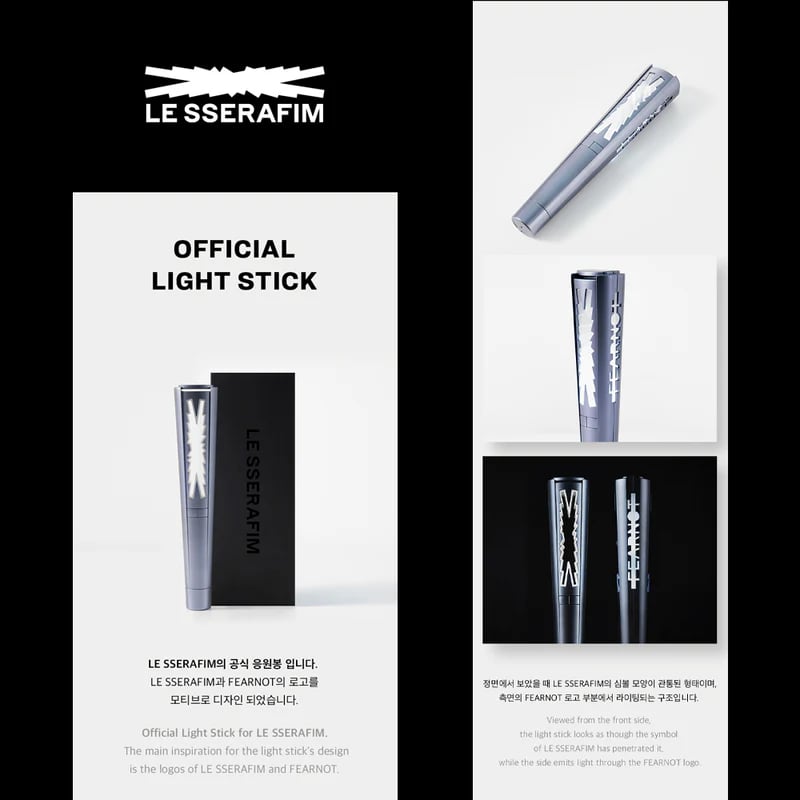 LE SSERAFIM
OFFICIAL
LIGHT STICK
LE SSERAFIM
LE SSERAFIM의 공식 응원봉 입니다.
LE SSERAFIM과 FEARNOT의 로고를
모티브로 디자인 되었습니다.
Official Light Stick for LE SSERAFIM.
The main inspiration for the light stick's design
is the logos of LE SSERAFIM and FEARNOT.
FEARNOT
FEARNOT
정면에서 보았을 때 LE SSERAFIM의 심볼 모양이 관통된 형태이며,
측면의 FEARNOT 로고 부분에서 라이팅되는 구조입니다.
Viewed from the front side,
the light stick looks as though the symbol
of LE SSERAFIM has penetrated it,
while the side emits light through the FEARNOT logo.